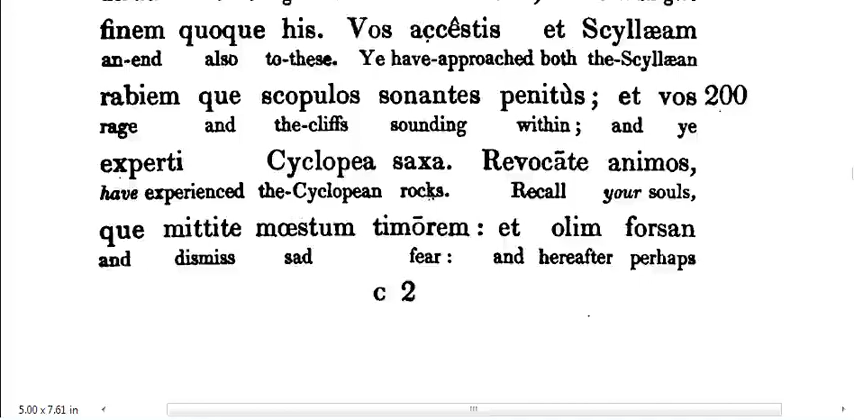 finem quoque his. Vos accêstis et Scyllæam
an-end also to-these. Ye have-approached both the-Scyllæan
rabiem que scopulos sonantes penitùs; et vos 200
rage and the-cliffs sounding within; and ye
experti Cyclopea saxa. Revocāte animos,
have experienced the-Cyclopean rocks. Recall your souls,
que mittite mœstum timōrem: et olim forsan
and dismiss sad fear: and hereafter perhaps
c 2
5.00 x 7.61 in